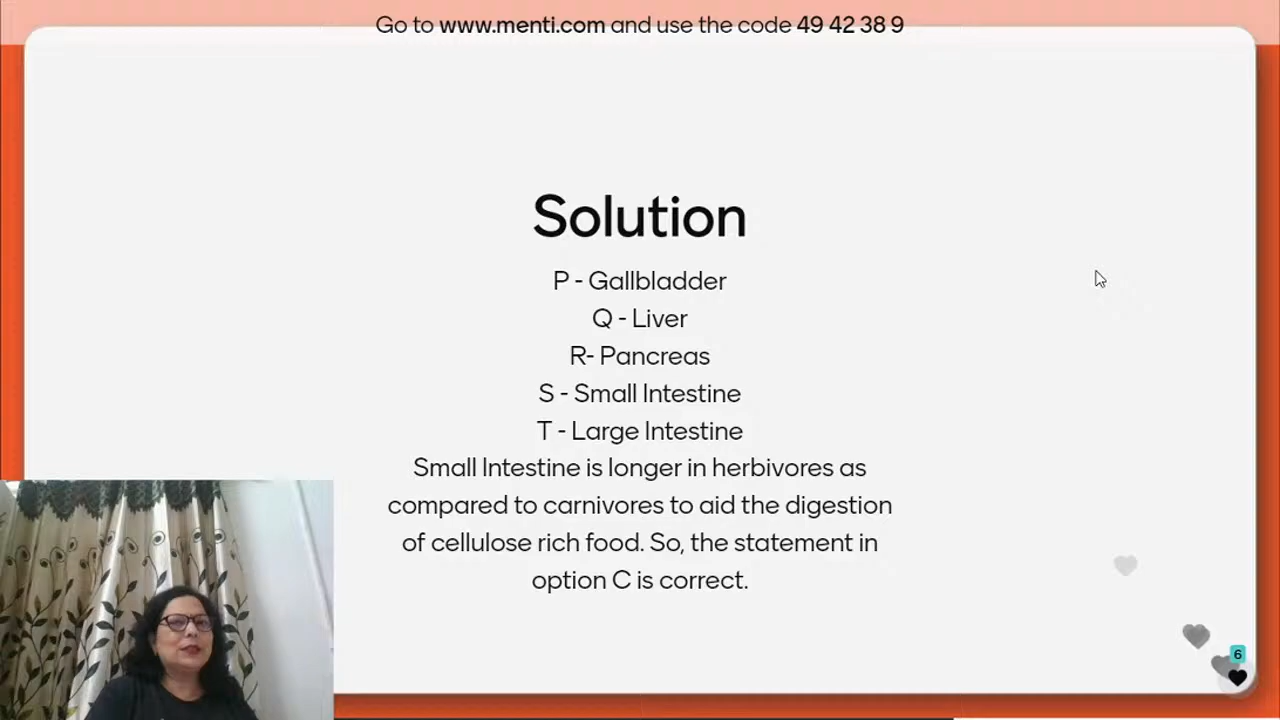 Go to www.menti.com and use the code 49 42 38 9
Solution
P - Gallbladder
Q - Liver
R- Pancreas
S - Small Intestine
T - Large Intestine
Small Intestine is longer in herbivores as
compared to carnivores to aid the digestion
of cellulose rich food. So, the statement in
option C is correct.
6